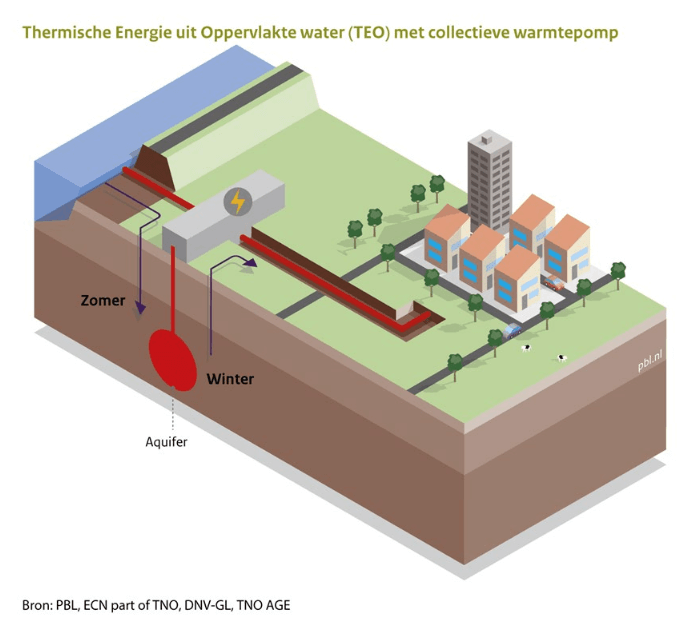 Thermische Energie uit Oppervlakte water (TEO) met collectieve warmtepomp
Zomer
Winter
Aquifer
pbl.nl
Bron: PBL, ECN part of TNO, DNV-GL, TNO AGE